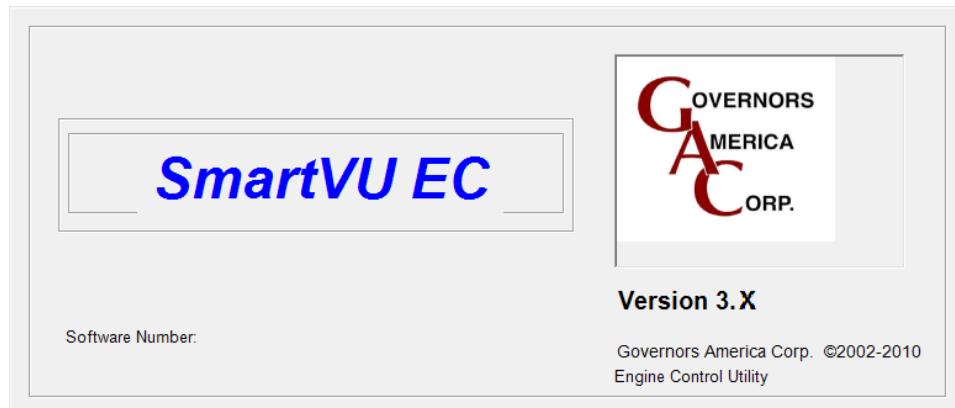 SmartVU EC
GOVERNORS
AMERICA
CORP.
Version 3.X
Software Number:
Governors America Corp. ©2002-2010
Engine Control Utility